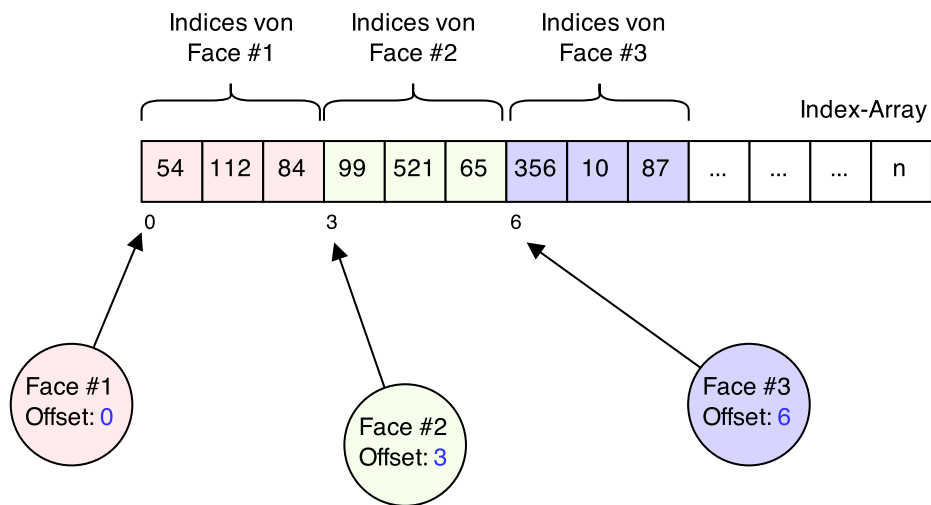 Indices von
Face #1
Indices von
Face #2
Indices von
Face #3
Index-Array
54 112 84 99 521 65 356 10 87 ... ... ... n
0 3 6
Face #1
Offset: 0
Face #2
Offset: 3
Face #3
Offset: 6